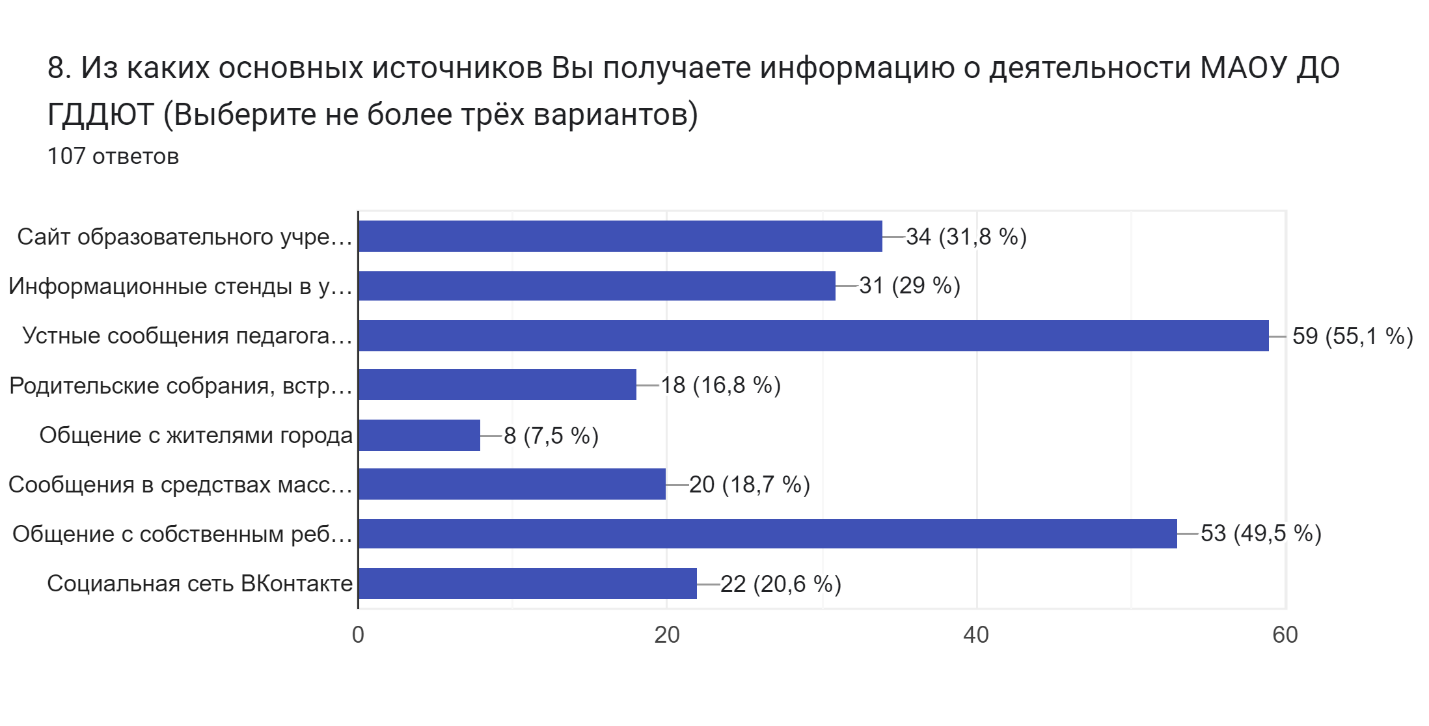 8. Из каких основных источников Вы получаете информацию о деятельности МАОУ ДО
ГДДЮТ (Выберите не более трёх вариантов)
107 ответов
Сайт образовательного учре…
34 (31,8 %)
Информационные стенды в у…
31 (29 %)
Устные сообщения педагога…
59 (55,1 %)
Родительские собрания, встр…
18 (16,8 %)
Общение с жителями города
8 (7,5 %)
Сообщения в средствах масс…
20 (18,7 %)
Общение с собственным реб…
53 (49,5 %)
Социальная сеть ВКонтакте
22 (20,6 %)
0 20 40 60